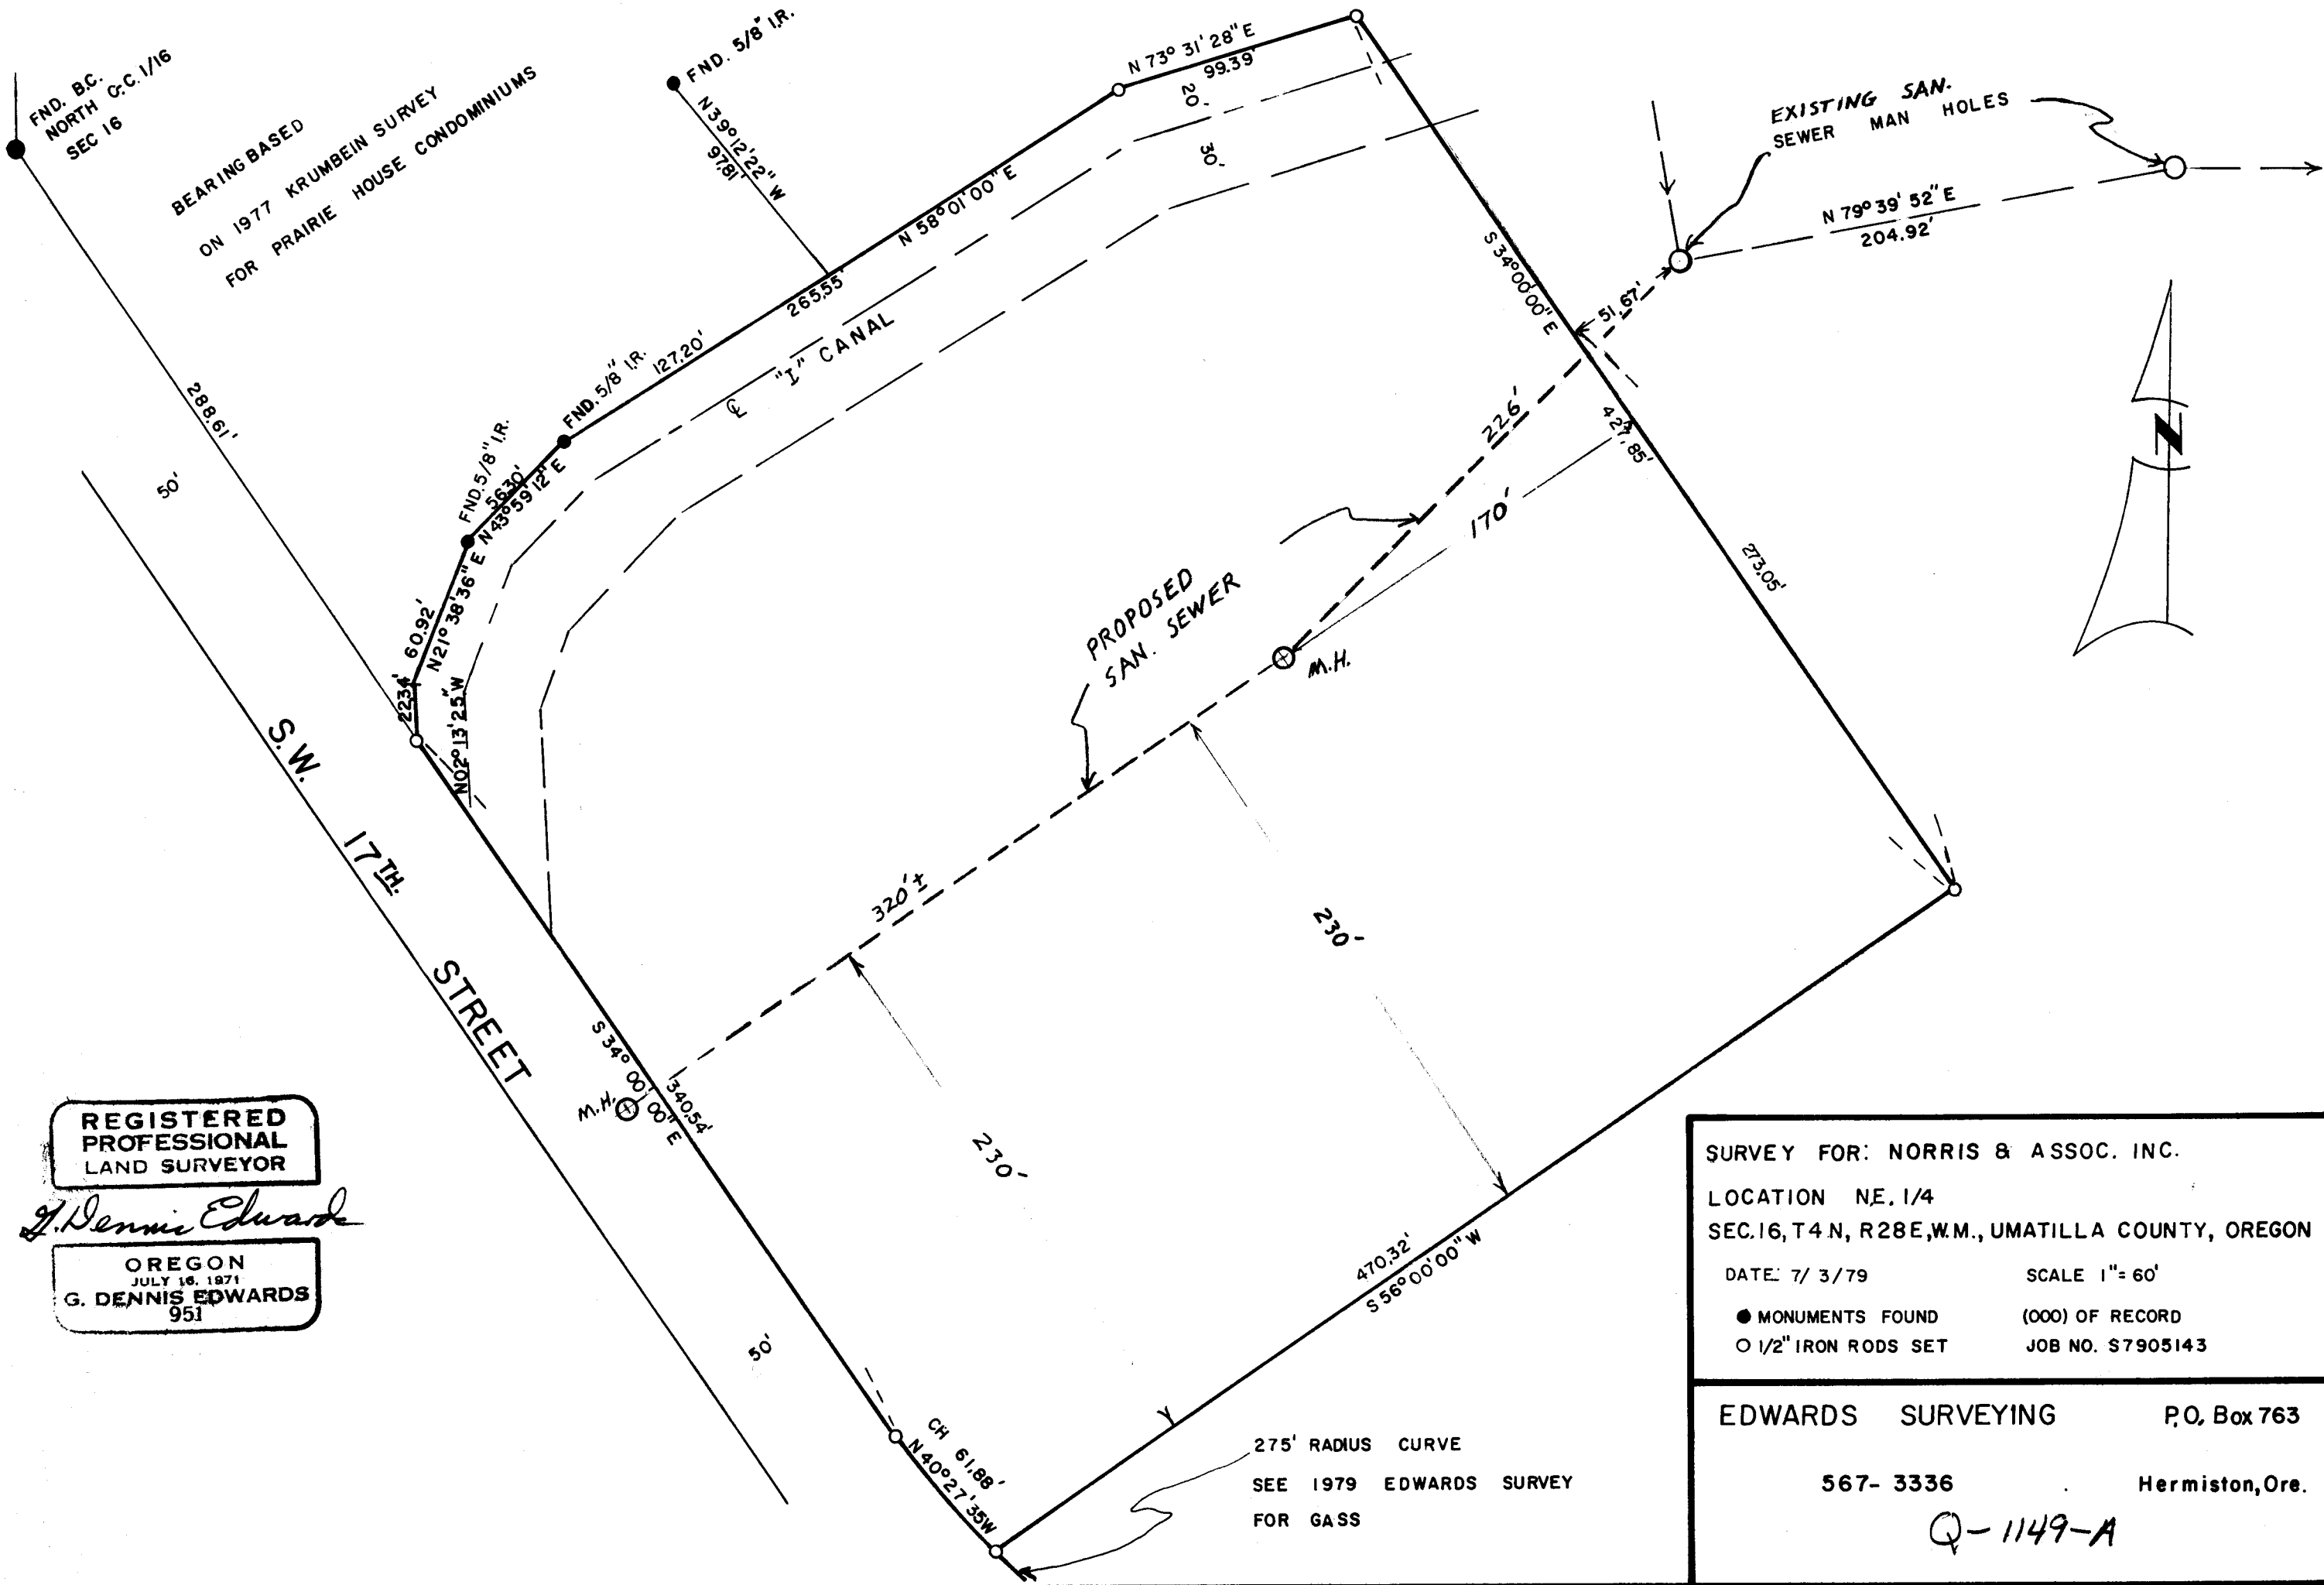 FND. B.C.
NORTH C-C. 1/16
SEC 16
BEARING BASED
ON 1977 KRUMBEIN SURVEY
FOR PRAIRIE HOUSE CONDOMINIUMS
FND. 5/8" I.R.
N39°12'22" W
97.81'
N 73° 31' 28" E
99.39'
20'
30'
N 58°01'00" E
265.55'
127.20'
FND. 5/8" I.R.
"I" CANAL
FND. 5/8" I.R.
56.30'
N 43°59'12" E
60.92'
N21° 38' 36" E
22.34'
N02°13'25" W
288.61'
50'
EXISTING SAN.
SEWER MAN HOLES
N 79° 39' 52" E
204.92'
S 34°00'00" E
51.67'
226'
427.85'
170'
273.05'
N
PROPOSED
SAN. SEWER
M.H.
320'±
230'
230'
S.W. 17TH. STREET
S 34° 00' 00" E
340.54'
M.H.
50'
CH 61.88'
N40°27'35W
470.32'
S 56°00'00" W
275' RADIUS CURVE
SEE 1979 EDWARDS SURVEY
FOR GASS
REGISTERED
PROFESSIONAL
LAND SURVEYOR
G. Dennis Edwards
OREGON
JULY 16, 1971
G. DENNIS EDWARDS
951
SURVEY FOR: NORRIS & ASSOC. INC.
LOCATION N.E. 1/4
SEC. 16, T4N, R28E, W.M., UMATILLA COUNTY, OREGON
DATE: 7/3/79 SCALE 1"= 60'
MONUMENTS FOUND (000) OF RECORD
1/2" IRON RODS SET JOB NO. S7905143
EDWARDS SURVEYING P.O. Box 763
567-3336 Hermiston, Ore.
Q-1149-A